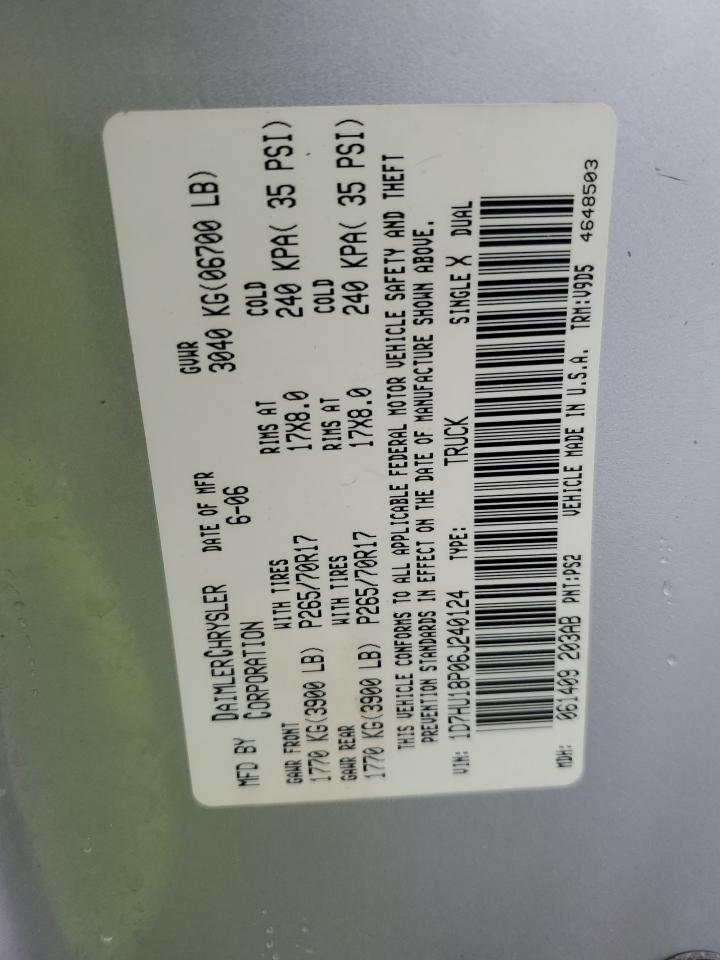 MFD BY DAIMLERCHRYSLER DATE OF MFR GVWR
CORPORATION 6-06 3040 KG(06700 LB)
GAWR FRONT WITH TIRES RIMS AT COLD
1770 KG(3900 LB) P265/70R17 17X8.0 240 KPA( 35 PSI)
GAWR REAR WITH TIRES RIMS AT COLD
1770 KG(3900 LB) P265/70R17 17X8.0 240 KPA( 35 PSI)
THIS VEHICLE CONFORMS TO ALL APPLICABLE FEDERAL MOTOR VEHICLE SAFETY AND THEFT
PREVENTION STANDARDS IN EFFECT ON THE DATE OF MANUFACTURE SHOWN ABOVE.
VIN: 1D7HU18P06J240124 TYPE: TRUCK SINGLE X DUAL
MDH: 061409 203AB PNT:PS2 VEHICLE MADE IN U.S.A. TRM:V9D5 4648503